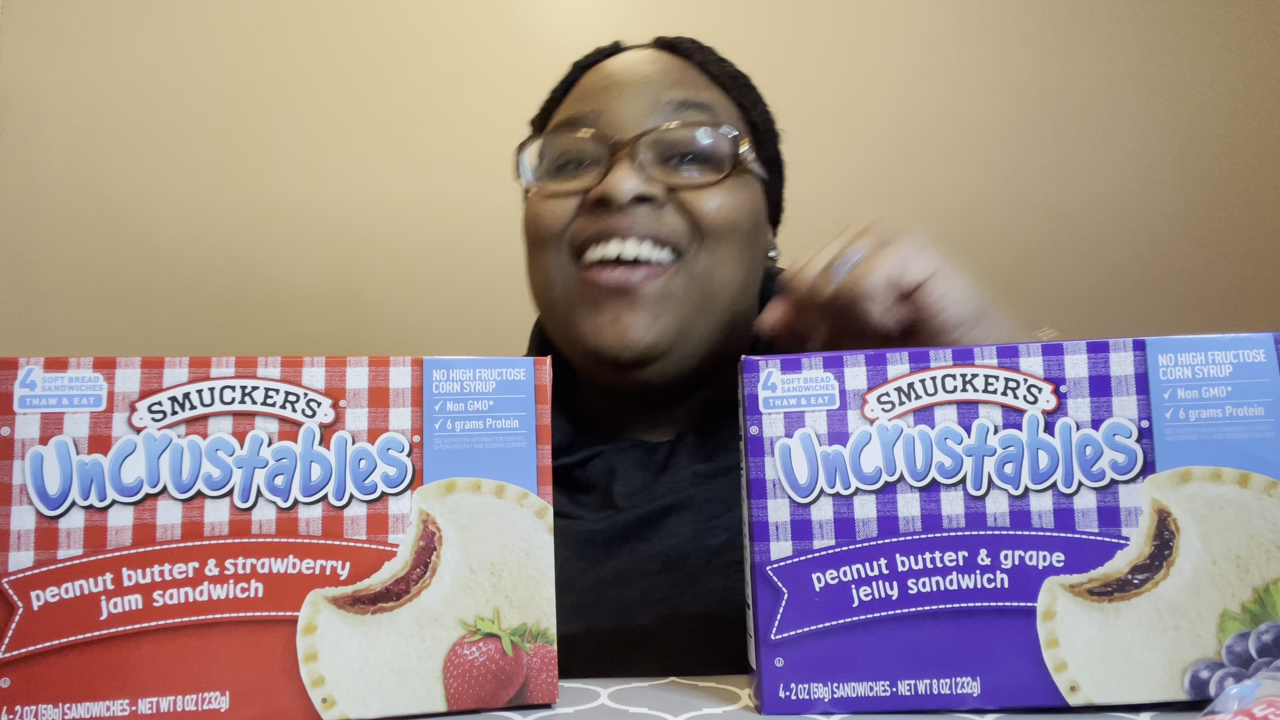 4 SOFT BREAD
SANDWICHES
THAW & EAT
SMUCKER'S
Uncrustables
NO HIGH FRUCTOSE
CORN SYRUP
✓ Non GMO*
✓ 6 grams Protein
peanut butter & strawberry
jam sandwich
4-2 OZ (58g) SANDWICHES - NET WT 8 OZ (232g)
4 SOFT BREAD
SANDWICHES
THAW & EAT
SMUCKER'S
Uncrustables
NO HIGH FRUCTOSE
CORN SYRUP
✓ Non GMO*
✓ 6 grams Protein
peanut butter & grape
jelly sandwich
4-2 OZ (58g) SANDWICHES - NET WT 8 OZ (232g)